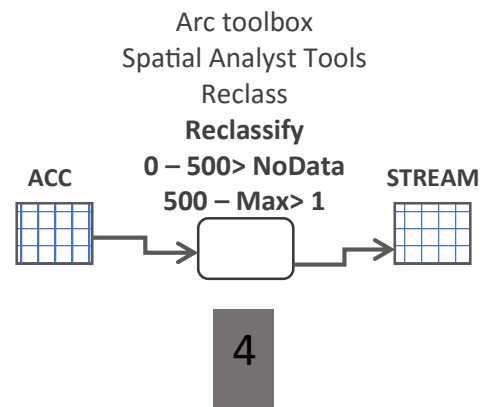 Arc toolbox
Spatial Analyst Tools
Reclass
Reclassify
0 – 500> NoData
500 – Max> 1
ACC
STREAM
4